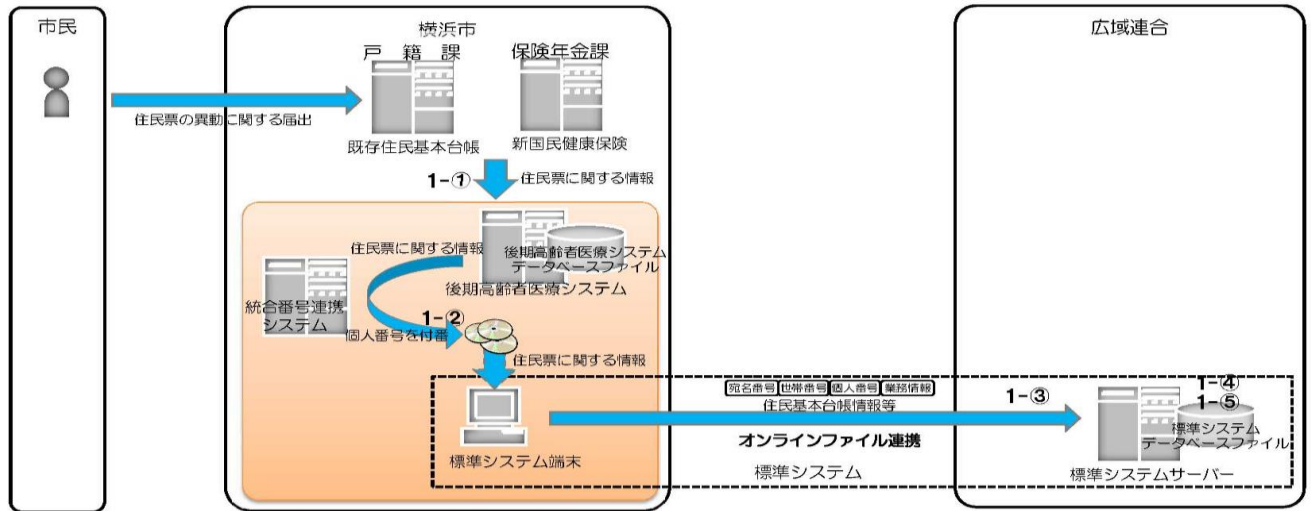 市民
横浜市
広域連合
戸籍課
保険年金課
住民票の異動に関する届出
既存住民基本台帳
新国民健康保険
1-①
住民票に関する情報
住民票に関する情報
後期高齢者医療システム
データベースファイル
後期高齢者医療システム
統合番号連携
システム
1-②
個人番号を付番
住民票に関する情報
宛名番号 世帯番号 個人番号 業務情報
住民基本台帳情報等
1-③
1-④
1-⑤
オンラインファイル連携
標準システム
データベースファイル
標準システム端末
標準システム
標準システムサーバー